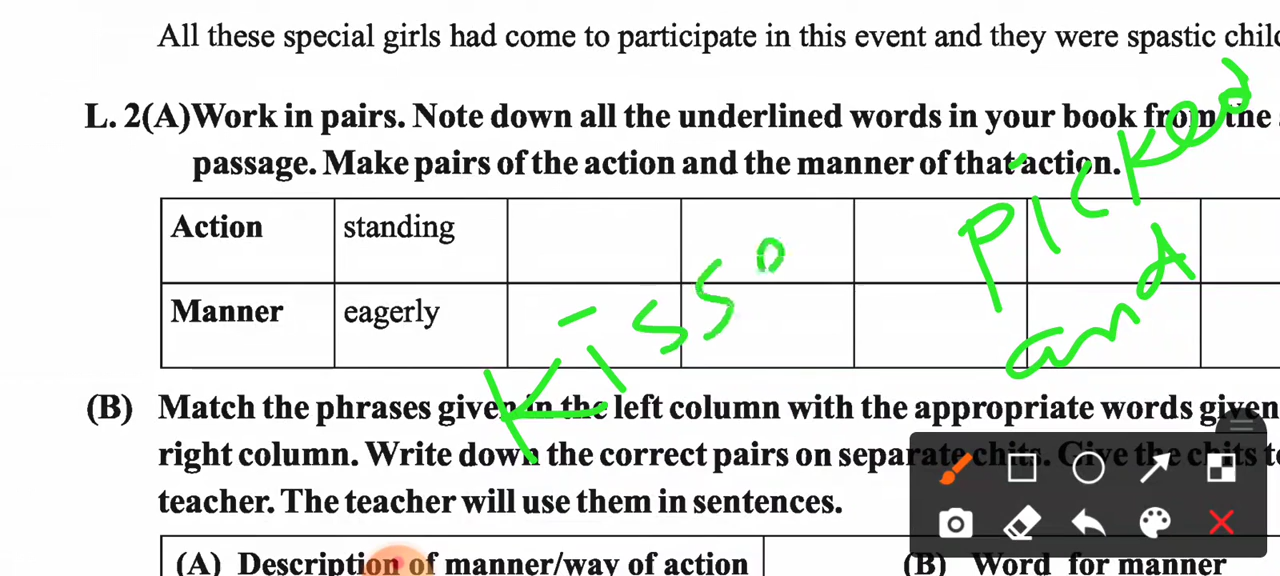 All these special girls had come to participate in this event and they were spastic
L. 2(A)Work in pairs. Note down all the underlined words in your book from the
passage. Make pairs of the action and the manner of that action.
Action standing
Manner eagerly
Picked
and
Kiss
(B) Match the phrases given in the left column with the appropriate words given
right column. Write down the correct pairs on separate chits. Give the chits
teacher. The teacher will use them in sentences.
(A) Description of manner/way of action (B) Word for manner